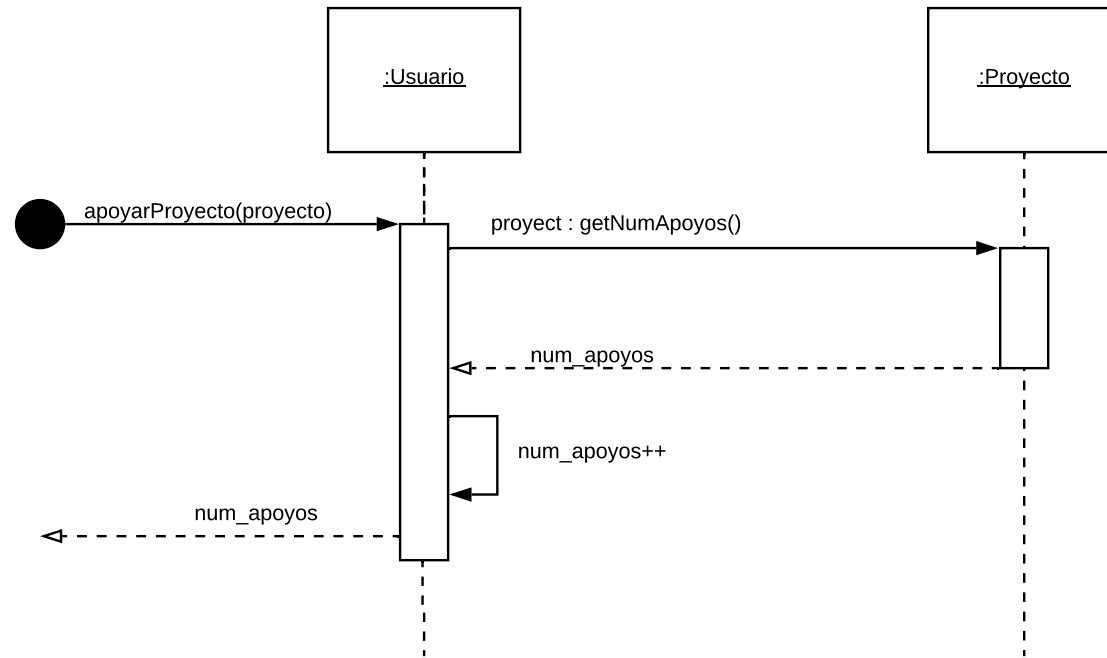 :Usuario
:Proyecto
apoyarProyecto(proyecto)
proyect : getNumApoyos()
num_apoyos
num_apoyos++
num_apoyos